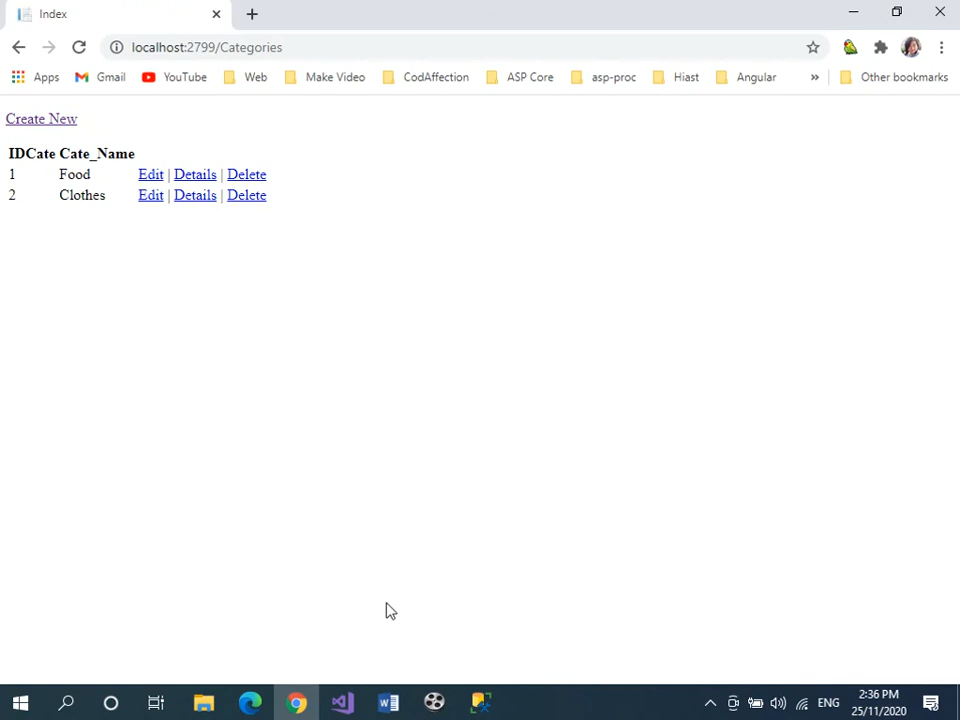 Index
localhost:2799/Categories
Apps Gmail YouTube Web Make Video CodAffection ASP Core asp-proc Hiast Angular » Other bookmarks
Create New
IDCate Cate_Name
1 Food Edit | Details | Delete
2 Clothes Edit | Details | Delete
ENG 2:36 PM
25/11/2020